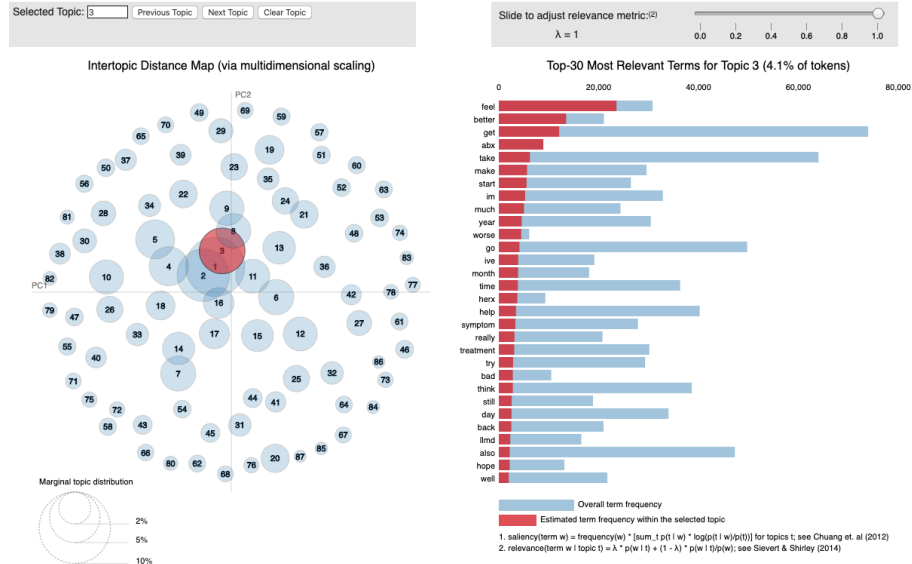 Selected Topic: 3 Previous Topic Next Topic Clear Topic
Slide to adjust relevance metric:(2)
λ = 1
0.0 0.2 0.4 0.6 0.8 1.0
Intertopic Distance Map (via multidimensional scaling)
PC2
PC1
69
49
59
70
29
57
65
19
39
51
37
50
23
60
35
56
52
63
22
24
34
9
28
21
81
53
8
48
74
5
30
13
3
38
83
4
1
36
2
11
82
10
77
78
42
6
16
18
26
79
47
27
61
33
17
15
12
55
14
46
40
86
7
32
71
25
73
75
44
41
64
84
72
54
58
43
31
45
67
85
66
76
20
87
80
62
68
Marginal topic distribution
2%
5%
10%
Top-30 Most Relevant Terms for Topic 3 (4.1% of tokens)
0 20,000 40,000 60,000 80,000
feel
better
get
abx
take
make
start
im
much
year
worse
go
ive
month
time
herx
help
symptom
really
treatment
try
bad
think
still
day
back
llmd
also
hope
well
Overall term frequency
Estimated term frequency within the selected topic
1. saliency(term w) = frequency(w) * [sum_t p(t | w) * log(p(t | w)/p(t))] for topics t; see Chuang et. al (2012)
2. relevance(term w | topic t) = λ * p(w | t) + (1 - λ) * p(w | t)/p(w); see Sievert & Shirley (2014)